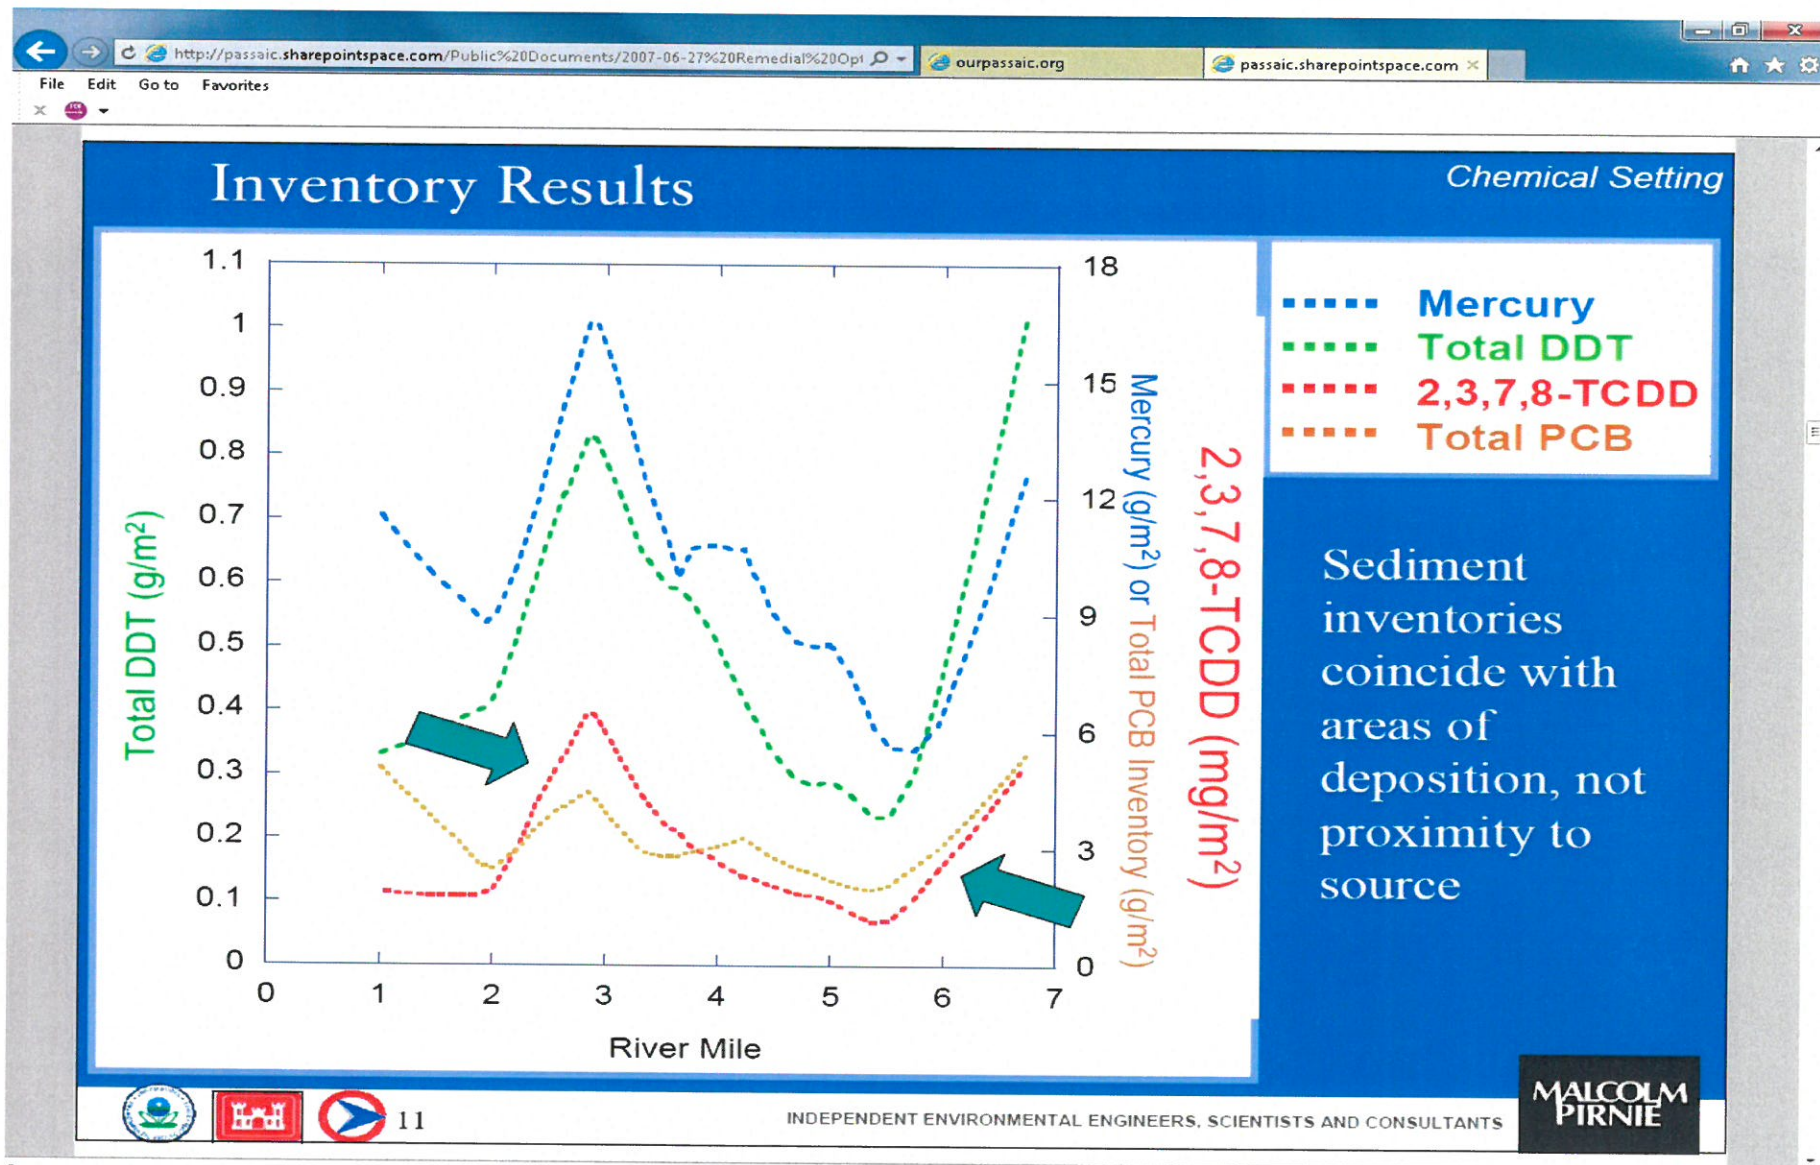 http://passaic.sharepointspace.com/Public%20Documents/2007-06-27%20Remedial%20Opt
ourpassaic.org
passaic.sharepointspace.com
File Edit Go to Favorites
Inventory Results
Chemical Setting
1.1
1
0.9
0.8
0.7
0.6
0.5
0.4
0.3
0.2
0.1
0
Total DDT (g/m²)
18
15
12
9
6
3
0
Mercury (g/m²) or Total PCB Inventory (g/m²)
2,3,7,8-TCDD (mg/m²)
0 1 2 3 4 5 6 7
River Mile
Mercury
Total DDT
2,3,7,8-TCDD
Total PCB
Sediment
inventories
coincide with
areas of
deposition, not
proximity to
source
11
INDEPENDENT ENVIRONMENTAL ENGINEERS, SCIENTISTS AND CONSULTANTS
MALCOLM
PIRNIE